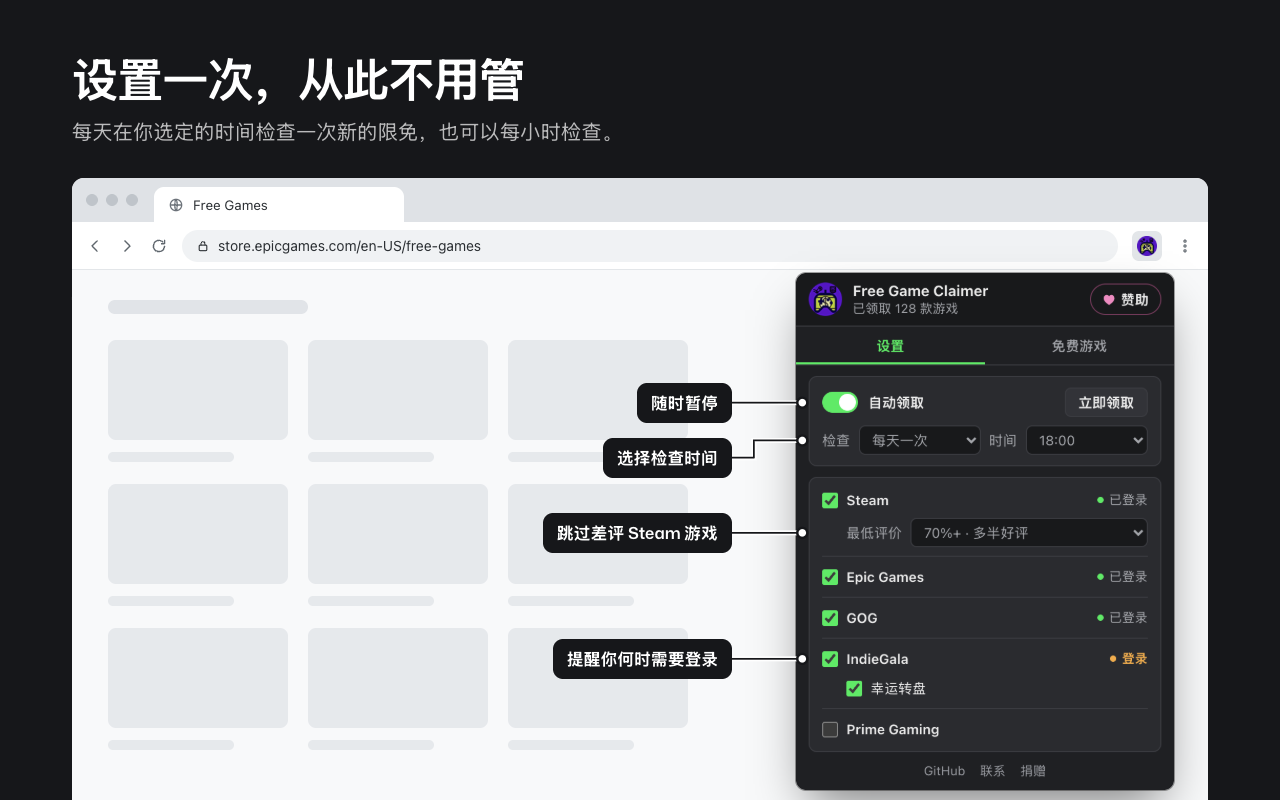 设置一次，从此不用管
每天在你选定的时间检查一次新的限免，也可以每小时检查。
Free Games
store.epicgames.com/en-US/free-games
Free Game Claimer
已领取 128 款游戏
赞助
设置
免费游戏
随时暂停
自动领取
立即领取
选择检查时间
检查
每天一次
时间
18:00
Steam
已登录
跳过差评 Steam 游戏
最低评价
70%+ · 多半好评
Epic Games
已登录
GOG
已登录
提醒你何时需要登录
IndieGala
登录
幸运转盘
Prime Gaming
GitHub
联系
捐赠